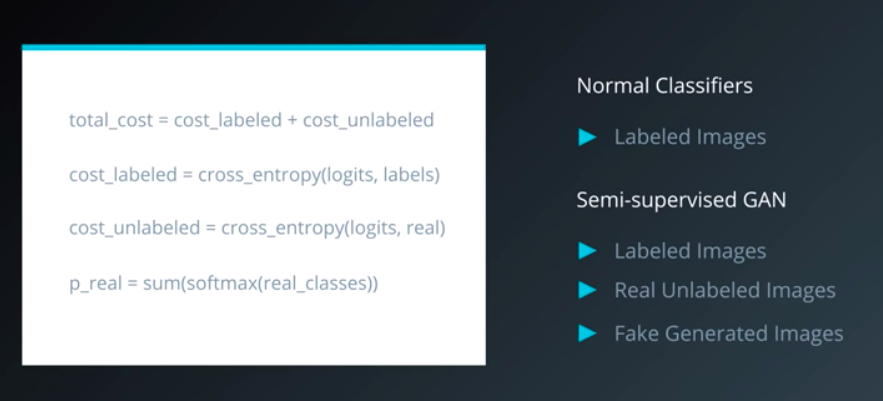 total_cost = cost_labeled + cost_unlabeled
cost_labeled = cross_entropy(logits, labels)
cost_unlabeled = cross_entropy(logits, real)
p_real = sum(softmax(real_classes))
Normal Classifiers
Labeled Images
Semi-supervised GAN
Labeled Images
Real Unlabeled Images
Fake Generated Images